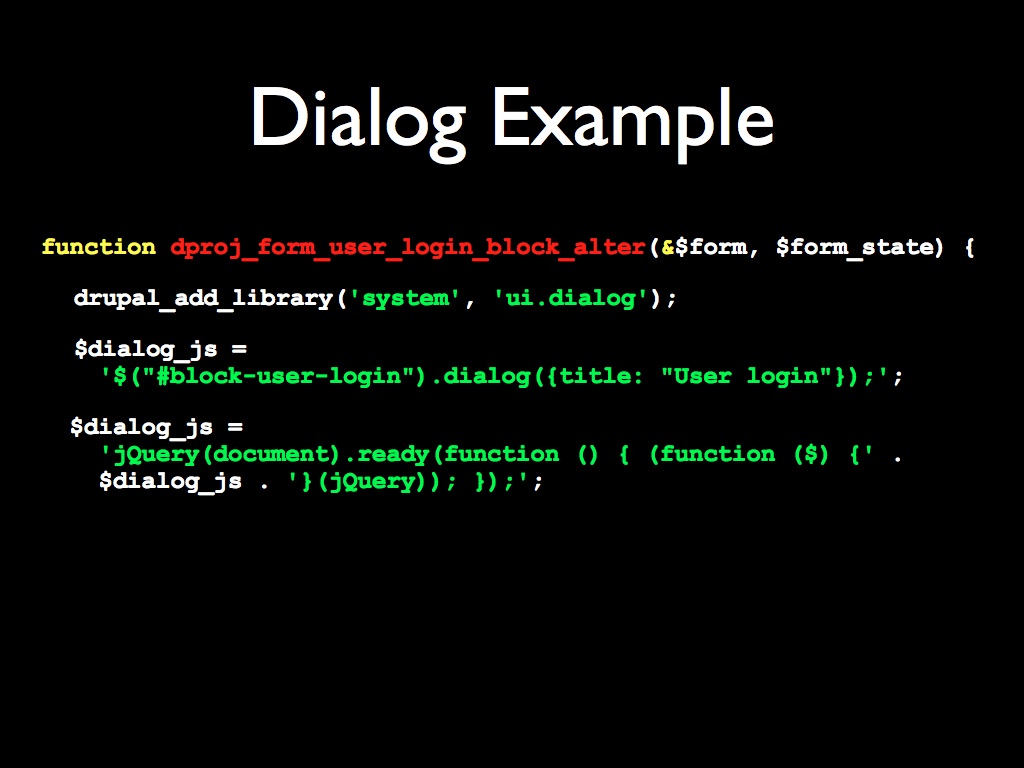 Dialog Example
function dproj_form_user_login_block_alter(&$form, $form_state) {
drupal_add_library('system', 'ui.dialog');
$dialog_js =
'$("#block-user-login").dialog({title: "User login"});';
$dialog_js =
'jQuery(document).ready(function () { (function ($) {' .
$dialog_js . '}(jQuery)); });';